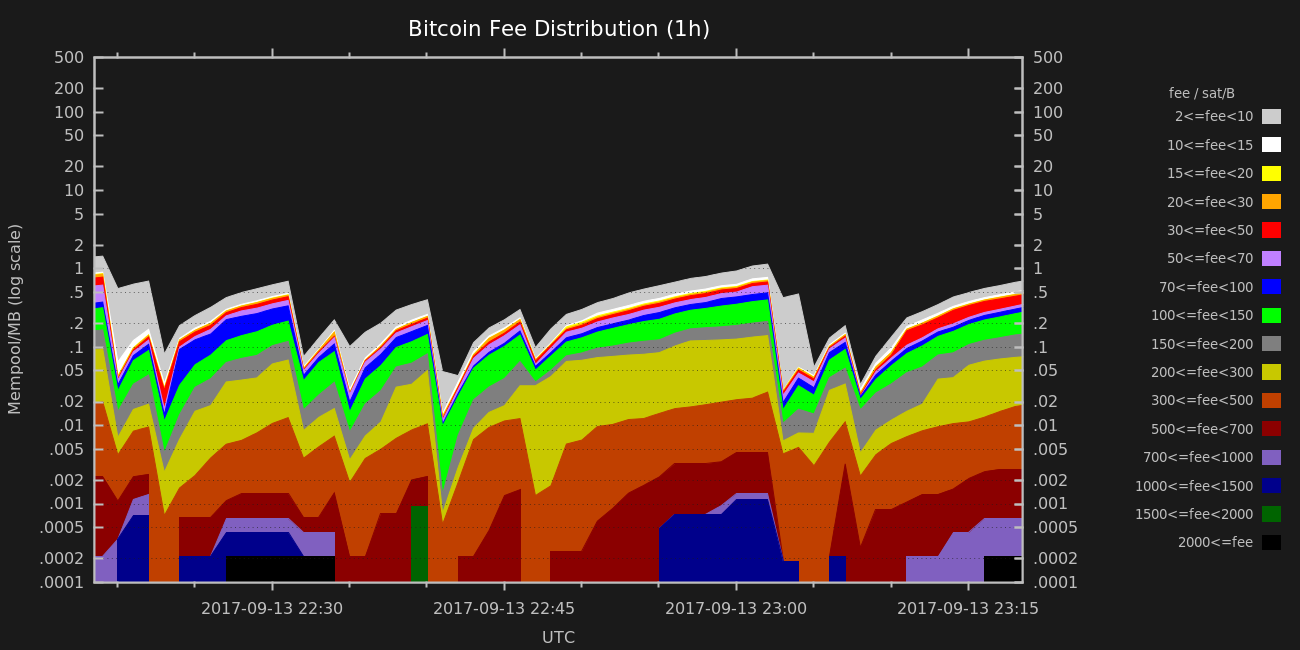 Bitcoin Fee Distribution (1h)
Mempool/MB (log scale)
500
200
100
50
20
10
5
2
1
.5
.2
.1
.05
.02
.01
.005
.002
.001
.0005
.0002
.0001
500
200
100
50
20
10
5
2
1
.5
.2
.1
.05
.02
.01
.005
.002
.001
.0005
.0002
.0001
2017-09-13 22:30
2017-09-13 22:45
2017-09-13 23:00
2017-09-13 23:15
UTC
fee / sat/B
2<=fee<10
10<=fee<15
15<=fee<20
20<=fee<30
30<=fee<50
50<=fee<70
70<=fee<100
100<=fee<150
150<=fee<200
200<=fee<300
300<=fee<500
500<=fee<700
700<=fee<1000
1000<=fee<1500
1500<=fee<2000
2000<=fee